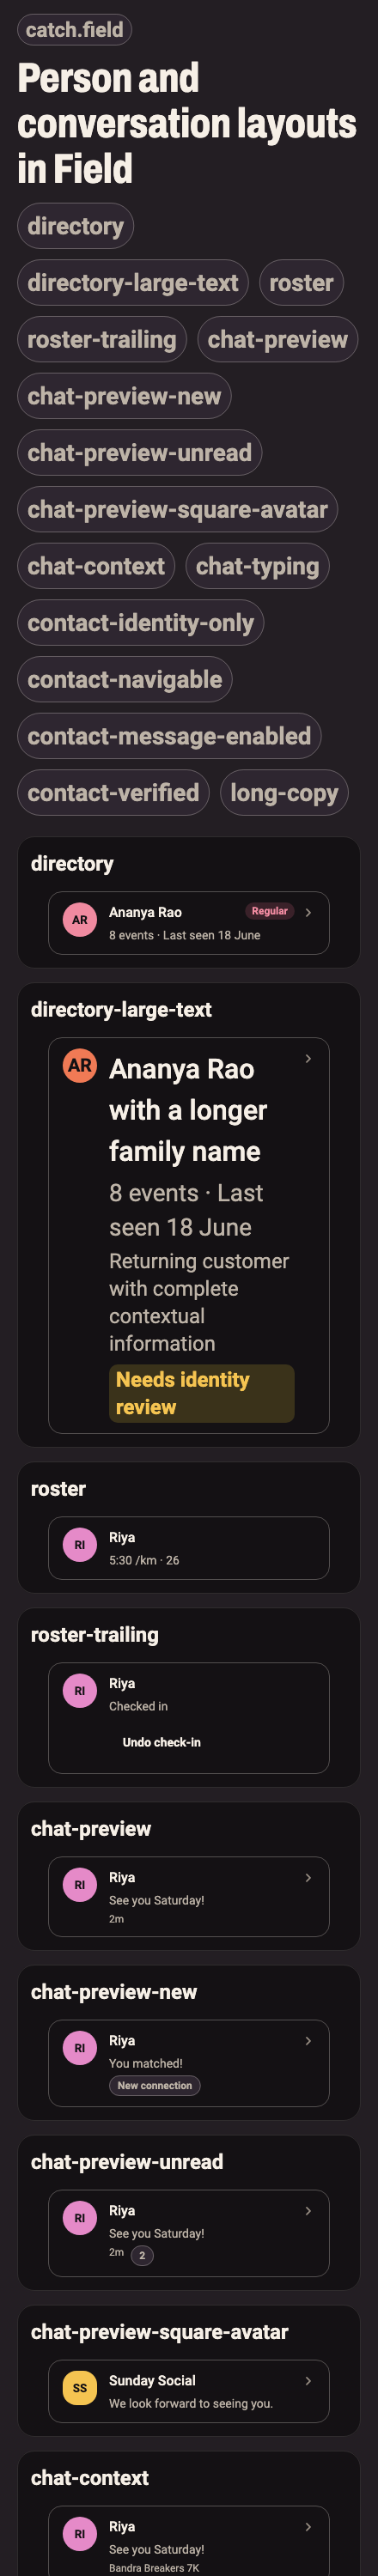 catch.field
Person and
conversation layouts
in Field
directory
directory-large-text roster
roster-trailing chat-preview
chat-preview-new
chat-preview-unread
chat-preview-square-avatar
chat-context chat-typing
contact-identity-only
contact-navigable
contact-message-enabled
contact-verified long-copy
directory
AR Ananya Rao Regular
8 events · Last seen 18 June
directory-large-text
AR Ananya Rao
with a longer
family name
8 events · Last
seen 18 June
Returning customer
with complete
contextual
information
Needs identity
review
roster
RI Riya
5:30 /km · 26
roster-trailing
RI Riya
Checked in
Undo check-in
chat-preview
RI Riya
See you Saturday!
2m
chat-preview-new
RI Riya
You matched!
New connection
chat-preview-unread
RI Riya
See you Saturday!
2m 2
chat-preview-square-avatar
SS Sunday Social
We look forward to seeing you.
chat-context
RI Riya
See you Saturday!
Bandra Breakers 7K